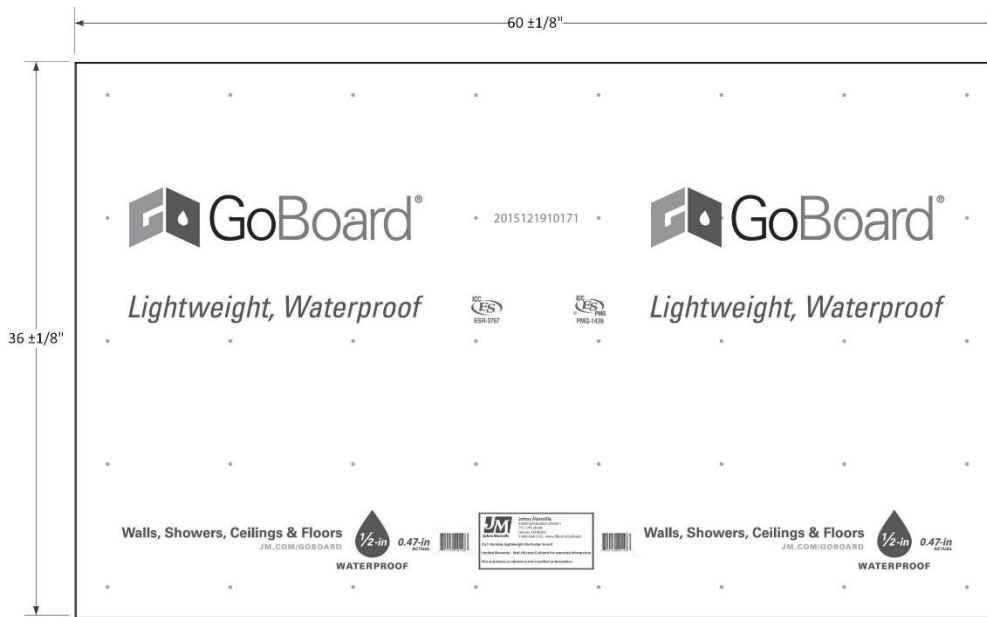 60 ±1/8"
36 ±1/8"
GoBoard®
2015121910171
GoBoard®
Lightweight, Waterproof
ICC
ES
ESR-3767
ICC
C ES PMG
PMG-1439
Lightweight, Waterproof
Walls, Showers, Ceilings & Floors
JM.COM/GOBOARD
1/2-in
WATERPROOF
0.47-in
ACTUAL
JM
Johns Manville
Johns Manville
Walls, Showers, Ceilings & Floors
JM.COM/GOBOARD
1/2-in
WATERPROOF
0.47-in
ACTUAL